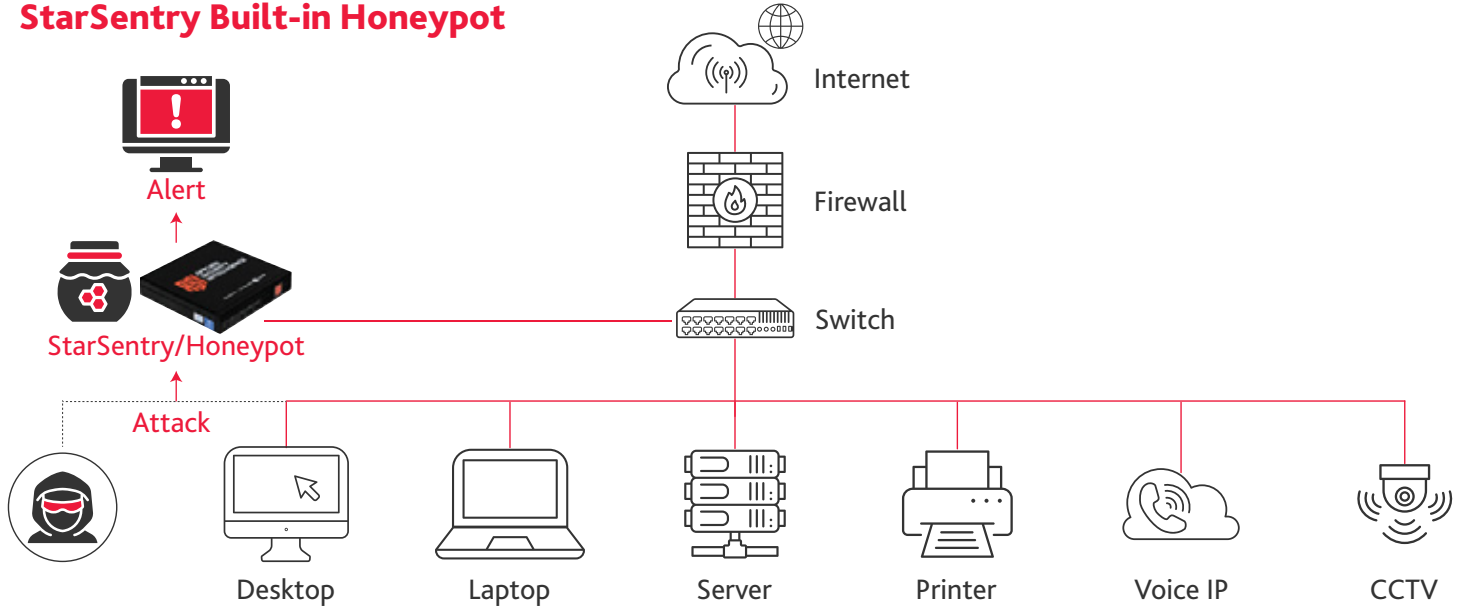 StarSentry Built-in Honeypot
Internet
Alert
Firewall
Switch
StarSentry/Honeypot
Attack
Desktop
Laptop
Server
Printer
Voice IP
CCTV